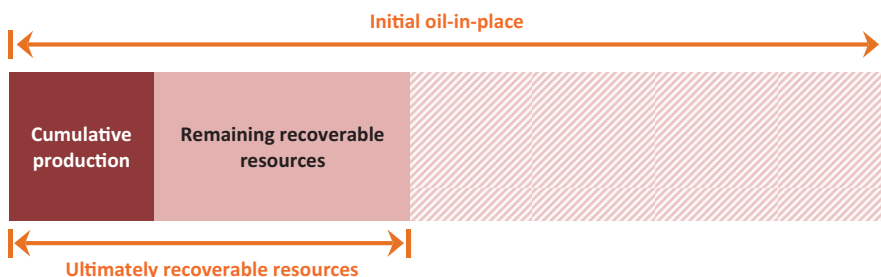 Initial oil-in-place
Cumulative
production
Remaining recoverable
resources
Ultimately recoverable resources